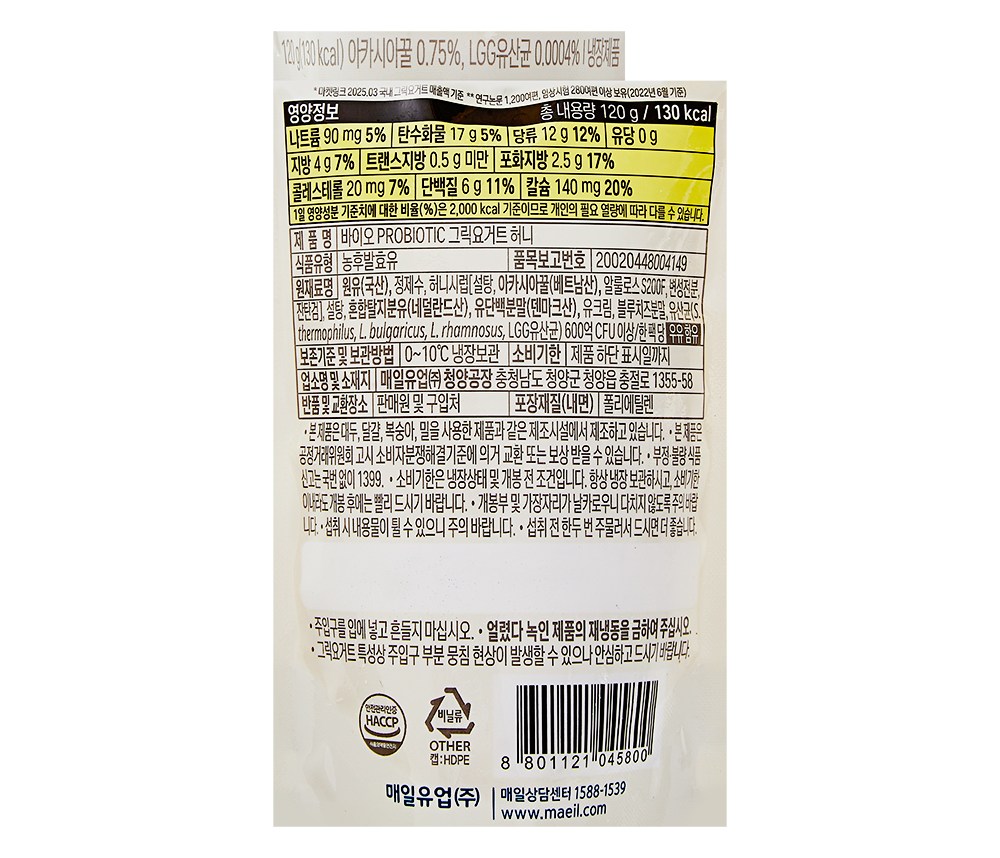 120 g(130 kcal) 아카시아꿀 0.75%, LGG유산균 0.0004% | 냉장제품
* 마켓링크 2025.03 국내 그릭요거트 매출액 기준 ** 연구논문 1,200여편, 임상시험 280여편 이상 보유(2022년 6월 기준)
영양정보 총 내용량 120 g / 130 kcal
나트륨 90 mg 5% 탄수화물 17 g 5% 당류 12 g 12% 유당 0 g
지방 4 g 7% 트랜스지방 0.5 g 미만 포화지방 2.5 g 17%
콜레스테롤 20 mg 7% 단백질 6 g 11% 칼슘 140 mg 20%
1일 영양성분 기준치에 대한 비율(%)은 2,000 kcal 기준이므로 개인의 필요 열량에 따라 다를 수 있습니다.
제 품 명 바이오 PROBIOTIC 그릭요거트 허니
식품유형 농후발효유 품목보고번호 20020448004149
원재료명 원유(국산), 정제수, 허니시럽[설탕, 아카시아꿀(베트남산), 알룰로스S200F, 변성전분,
잔탄검], 설탕, 혼합탈지분유(네덜란드산), 유단백분말(덴마크산), 유크림, 블루치즈분말, 유산균(S.
thermophilus, L. bulgaricus, L. rhamnosus, LGG유산균) 600억 CFU 이상/한 팩 당 우유 함유
보존기준 및 보관방법 0~10℃ 냉장보관 소비기한 제품 하단 표시일까지
업소명 및 소재지 매일유업㈜ 청양공장 충청남도 청양군 청양읍 충절로 1355-58
반품 및 교환장소 판매원 및 구입처 포장재질(내면) 폴리에틸렌
• 본 제품은 대두, 달걀, 복숭아, 밀을 사용한 제품과 같은 제조시설에서 제조하고 있습니다. • 본 제품은
공정거래위원회 고시 소비자분쟁해결기준에 의거 교환 또는 보상 받을 수 있습니다. • 부정·불량 식품
신고는 국번 없이 1399. • 소비기한은 냉장상태 및 개봉 전 조건입니다. 항상 냉장 보관하시고, 소비기한
이내라도 개봉 후에는 빨리 드시기 바랍니다. • 개봉부 및 가장자리가 날카로우니 다치지 않도록 주의 바랍
니다. • 섭취 시 내용물이 튈 수 있으니 주의 바랍니다. • 섭취 전 한두 번 주물러서 드시면 더 좋습니다.
• 주입구를 입에 넣고 흔들지 마십시오. • 얼렸다 녹인 제품의 재냉동을 금하여 주십시오.
• 그릭요거트 특성상 주입구 부분 뭉침 현상이 발생할 수 있으나 안심하고 드시기 바랍니다.
안전관리인증
HACCP
식품의약품안전처
비닐류
OTHER
캡:HDPE
8 801121 045800
매일유업(주)
매일상담센터 1588-1539
www.maeil.com